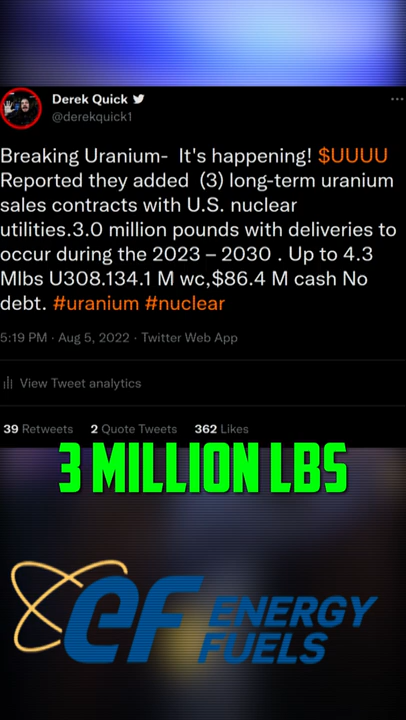 Derek Quick
@derekquick1
Breaking Uranium- It's happening! $UUUU
Reported they added (3) long-term uranium
sales contracts with U.S. nuclear
utilities.3.0 million pounds with deliveries to
occur during the 2023 – 2030 . Up to 4.3
Mlbs U308.134.1 M wc,$86.4 M cash No
debt. #uranium #nuclear
5:19 PM · Aug 5, 2022 · Twitter Web App
View Tweet analytics
39 Retweets 2 Quote Tweets 362 Likes
3 MILLION LBS
ef ENERGY
FUELS